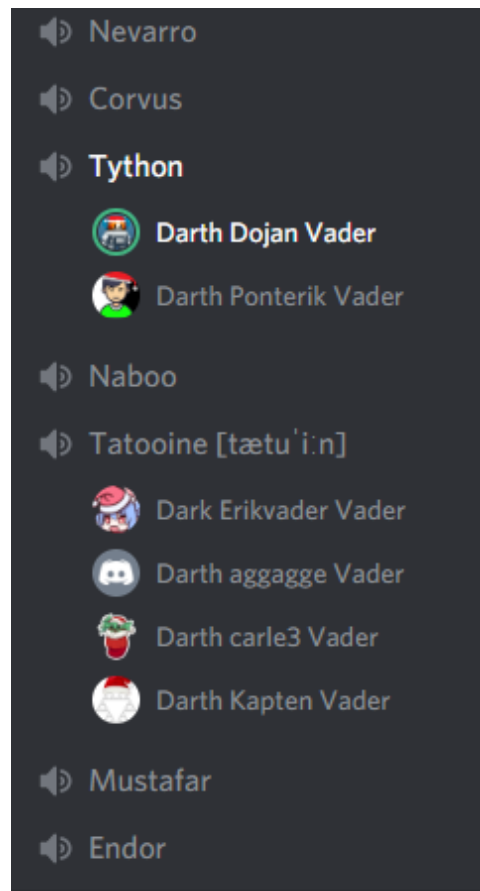 Nevarro
Corvus
Tython
Darth Dojan Vader
Darth Ponterik Vader
Naboo
Tatooine [tætuˈiːn]
Dark Erikvader Vader
Darth aggagge Vader
Darth carle3 Vader
Darth Kapten Vader
Mustafar
Endor